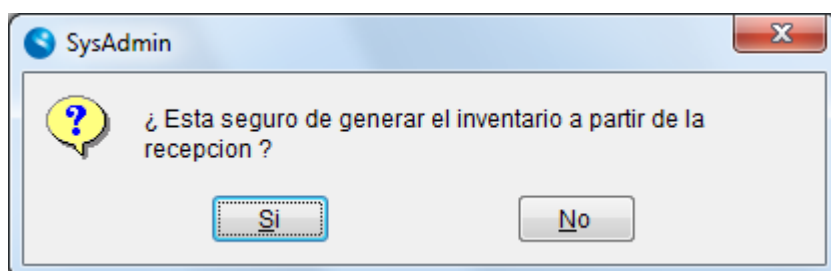 SysAdmin
¿ Esta seguro de generar el inventario a partir de la
recepcion ?
Si
No